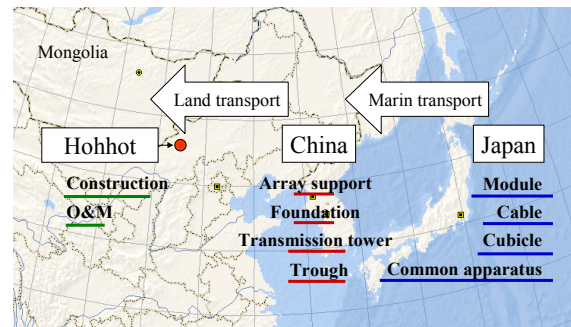 Mongolia
Land transport
Marin transport
Hohhot
China
Japan
Construction
Array support
Module
O&M
Foundation
Cable
Transmission tower
Cubicle
Trough
Common apparatus